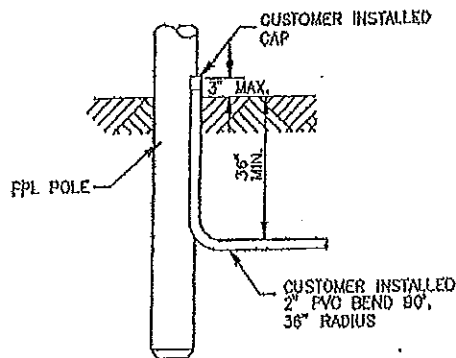 CUSTOMER INSTALLED
CAP
3" MAX.
36"
MIN.
FPL POLE
CUSTOMER INSTALLED
2" PVC BEND 90°,
36" RADIUS